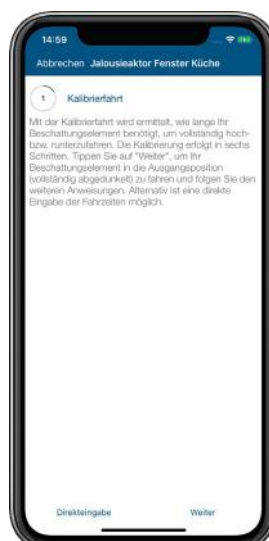 14:59
Abbrechen Jalousieaktor Fenster Küche
1 Kalibrierfahrt
Mit der Kalibrierfahrt wird ermittelt, wie lange Ihr
Beschattungselement benötigt, um vollständig hoch-
bzw. runterzufahren. Die Kalibrierung erfolgt in sechs
Schritten. Tippen Sie auf "Weiter", um Ihr
Beschattungselement in die Ausgangsposition
(vollständig abgedunkelt) zu fahren und folgen Sie den
weiteren Anweisungen. Alternativ ist eine direkte
Eingabe der Fahrzeiten möglich.
Direkteingabe Weiter